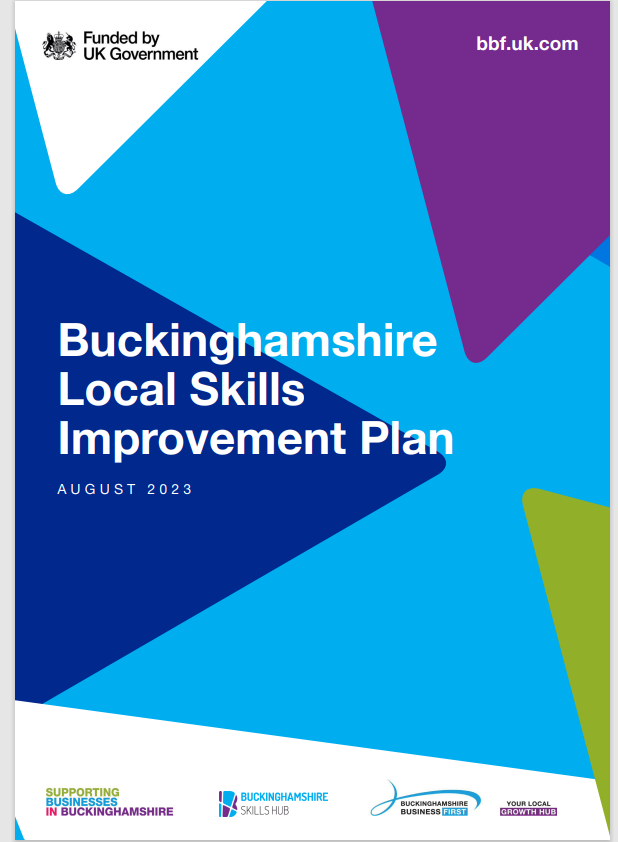 Funded by
UK Government
bbf.uk.com
Buckinghamshire
Local Skills
Improvement Plan
AUGUST 2023
SUPPORTING
BUSINESSES
IN BUCKINGHAMSHIRE
BUCKINGHAMSHIRE
SKILLS HUB
BUCKINGHAMSHIRE
BUSINESS FIRST
YOUR LOCAL
GROWTH HUB